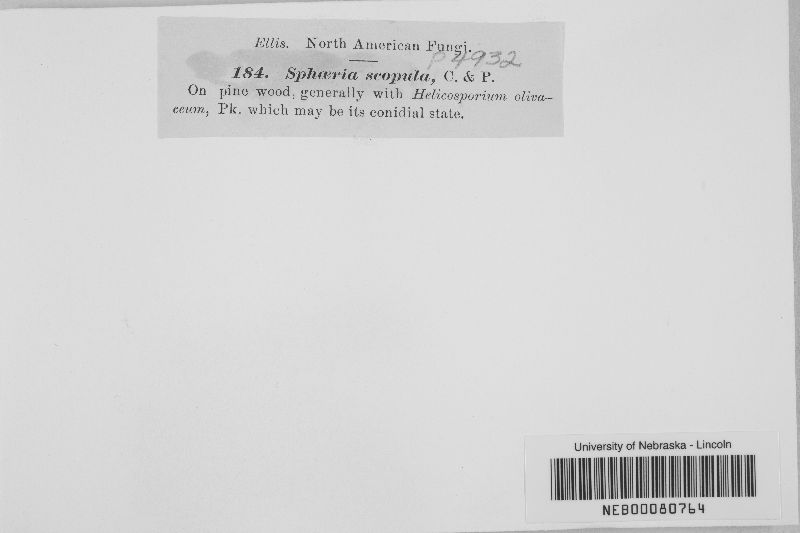 Ellis. North American Fungi.
P 4932
184. Sphæria scopula, C. & P.
On pine wood, generally with Helicosporium oliva-
ceum, Pk. which may be its conidial state.
University of Nebraska - Lincoln
NEB00080764